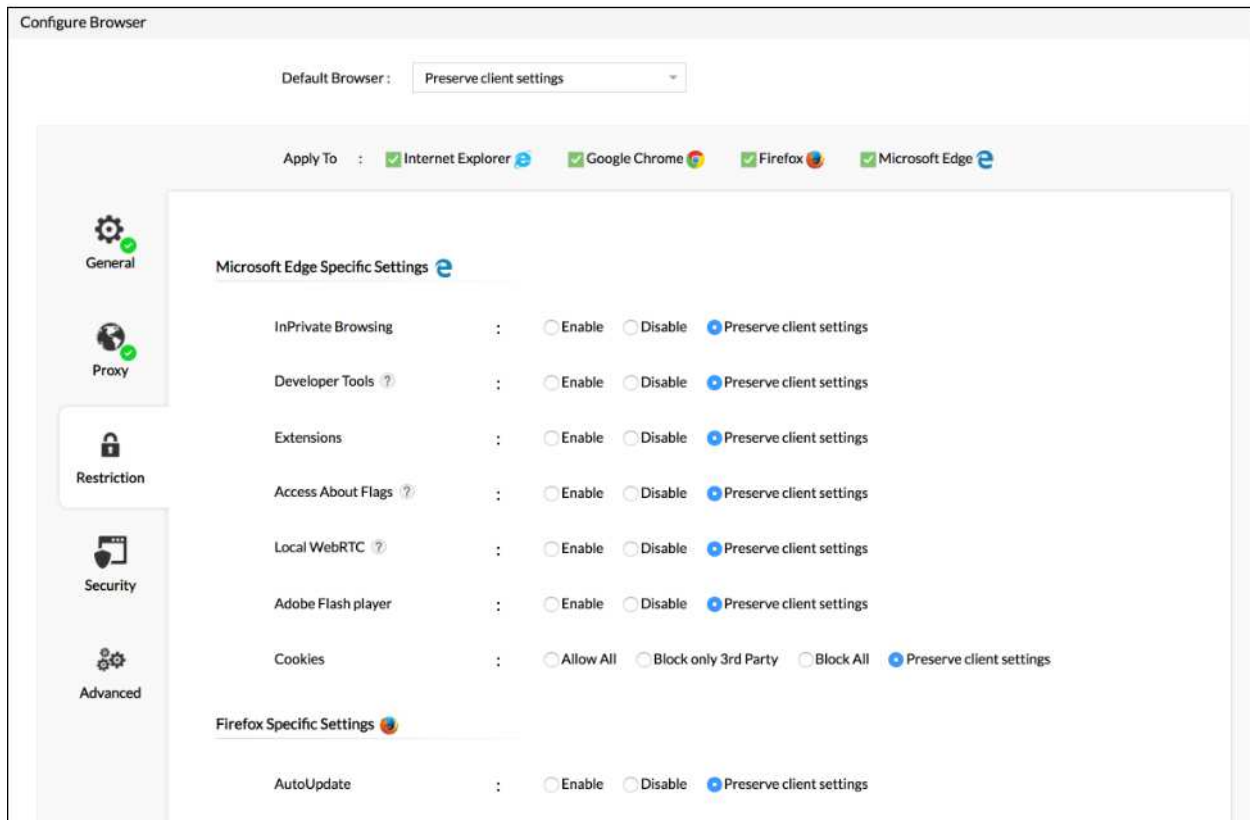 Configure Browser
Default Browser : Preserve client settings
Apply To : Internet Explorer Google Chrome Firefox Microsoft Edge
General
Microsoft Edge Specific Settings
InPrivate Browsing : Enable Disable Preserve client settings
Proxy
Developer Tools ? : Enable Disable Preserve client settings
Extensions : Enable Disable Preserve client settings
Restriction
Access About Flags ? : Enable Disable Preserve client settings
Local WebRTC ? : Enable Disable Preserve client settings
Security
Adobe Flash player : Enable Disable Preserve client settings
Cookies : Allow All Block only 3rd Party Block All Preserve client settings
Advanced
Firefox Specific Settings
AutoUpdate : Enable Disable Preserve client settings